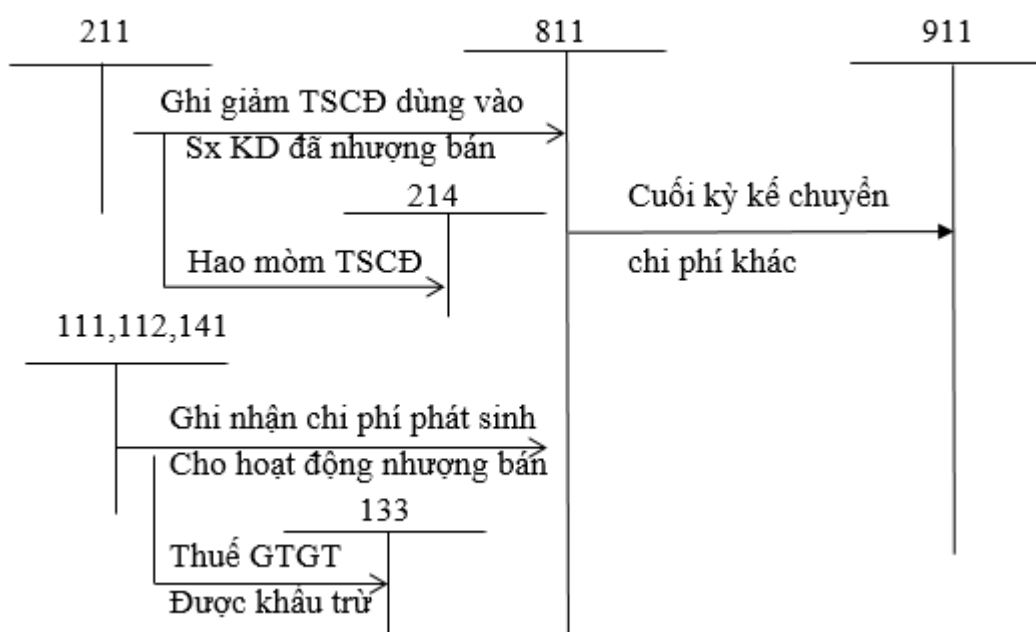 211
811
911
Ghi giảm TSCĐ dùng vào
Sx KD đã nhượng bán
214
Cuối kỳ kế chuyển
Hao mòm TSCĐ
chi phí khác
111,112,141
Ghi nhận chi phí phát sinh
Cho hoạt động nhượng bán
133
Thuế GTGT
Được khấu trừ